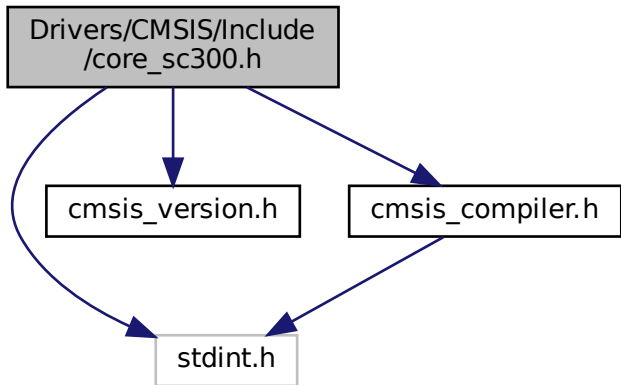 Drivers/CMSIS/Include
/core_sc300.h
cmsis_version.h
cmsis_compiler.h
stdint.h